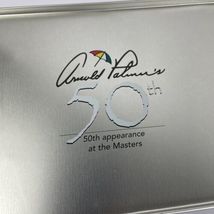 Arnold Palmer's
50th
50th appearance
at the Masters